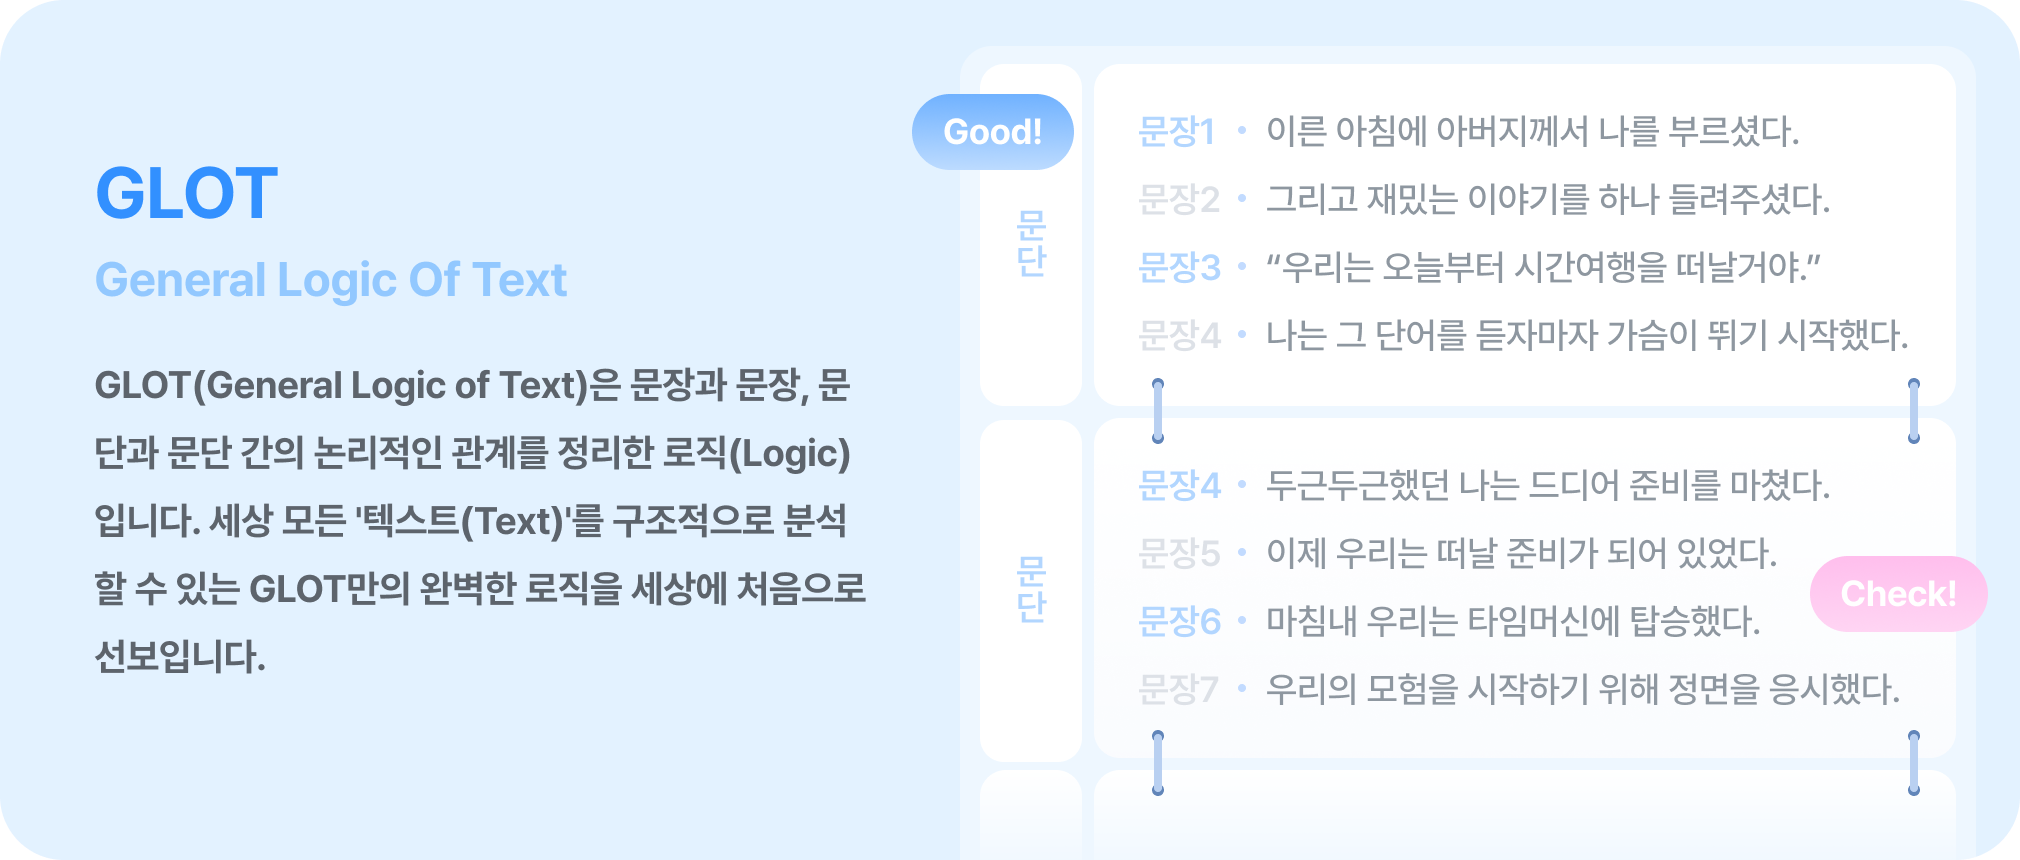 GLOT
General Logic Of Text
GLOT(General Logic of Text)은 문장과 문장, 문
단과 문단 간의 논리적인 관계를 정리한 로직(Logic)
입니다. 세상 모든 '텍스트(Text)'를 구조적으로 분석
할 수 있는 GLOT만의 완벽한 로직을 세상에 처음으로
선보입니다.
Good!
문단
문장1 • 이른 아침에 아버지께서 나를 부르셨다.
문장2 • 그리고 재밌는 이야기를 하나 들려주셨다.
문장3 • “우리는 오늘부터 시간여행을 떠날거야.”
문장4 • 나는 그 단어를 듣자마자 가슴이 뛰기 시작했다.
문단
문장4 • 두근두근했던 나는 드디어 준비를 마쳤다.
문장5 • 이제 우리는 떠날 준비가 되어 있었다.
Check!
문장6 • 마침내 우리는 타임머신에 탑승했다.
문장7 • 우리의 모험을 시작하기 위해 정면을 응시했다.